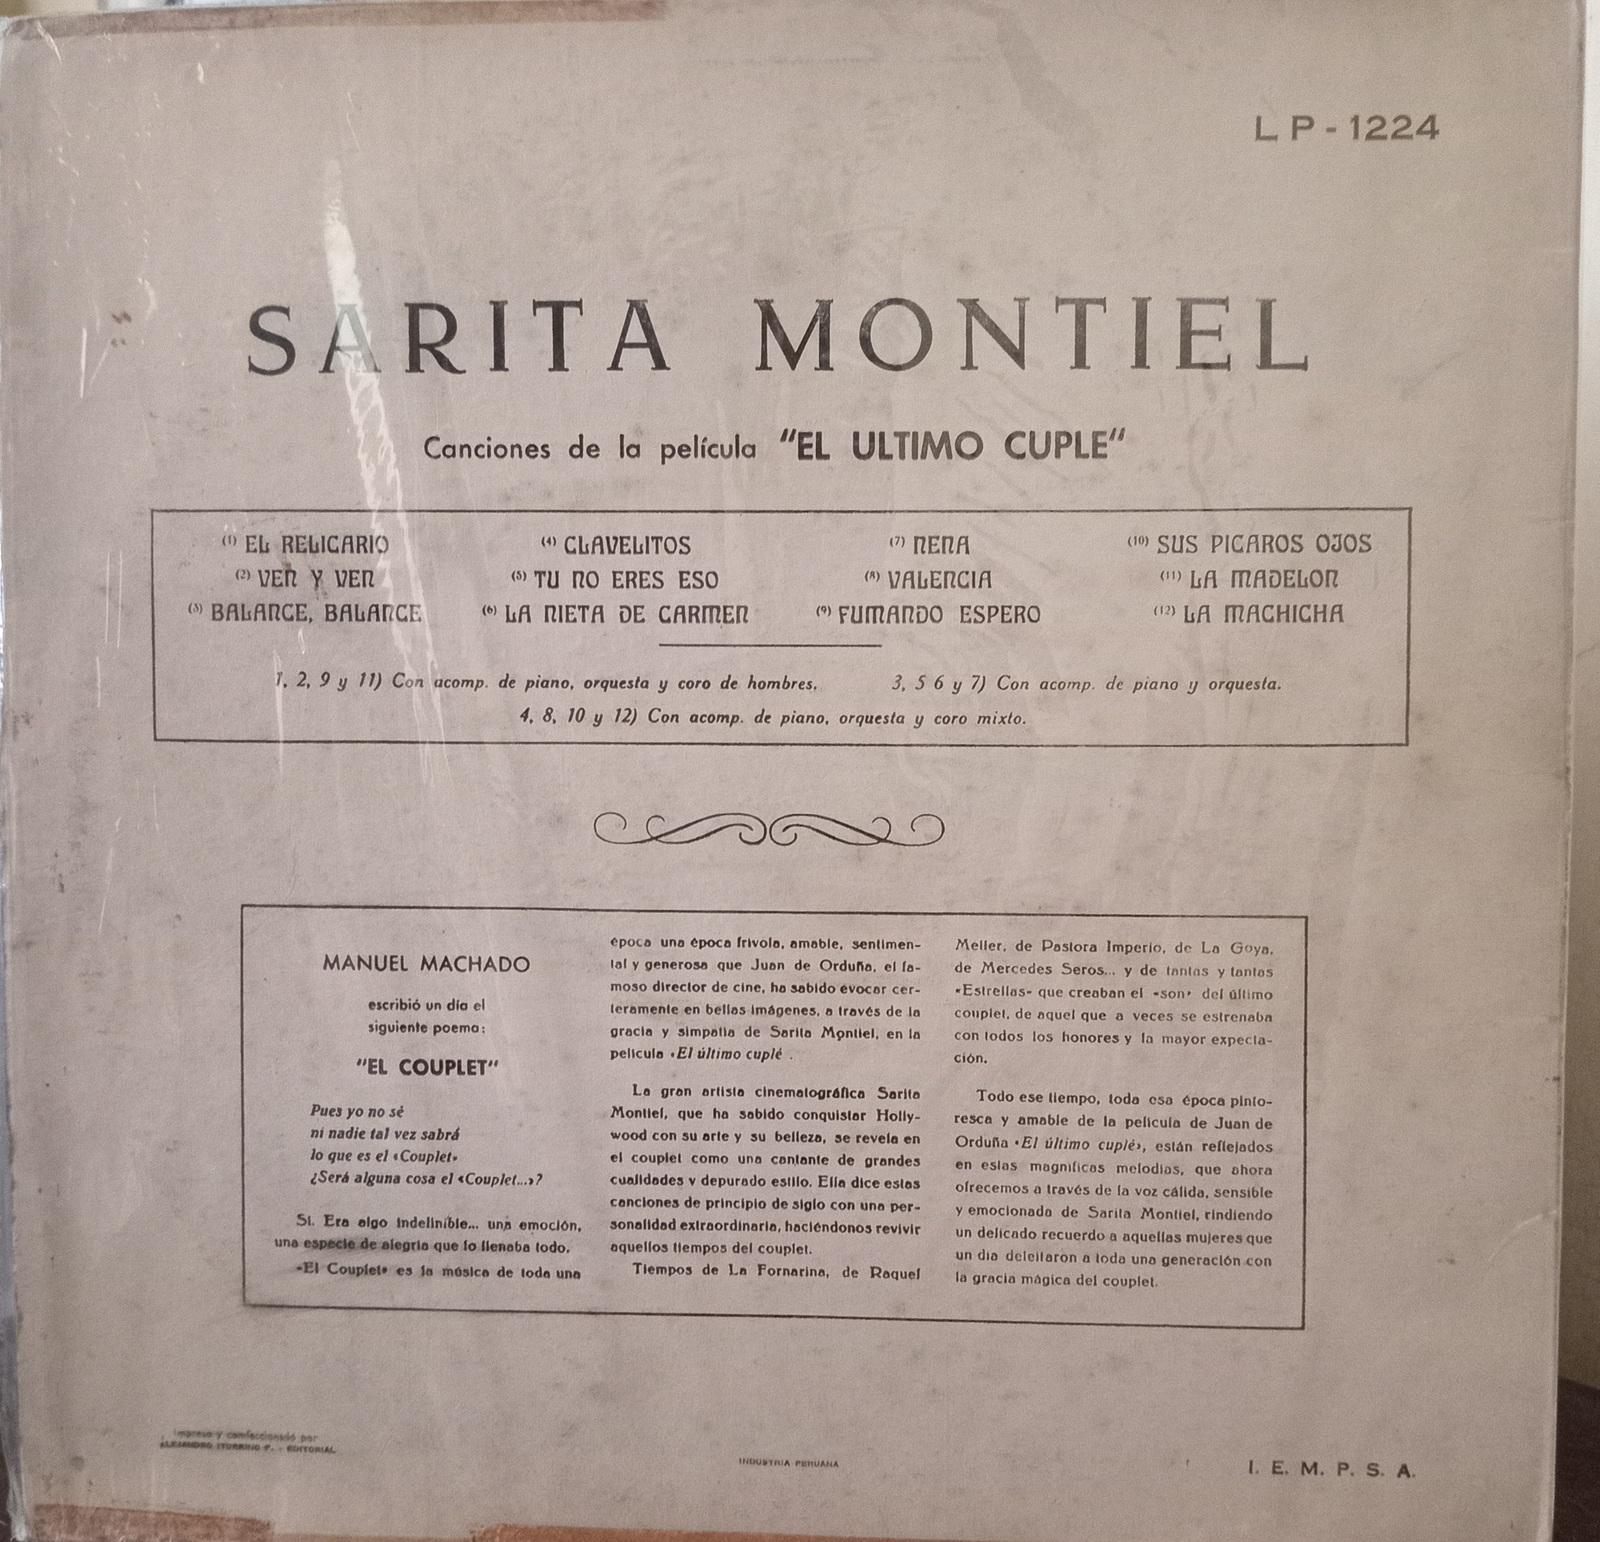 LP-1224
SARITA MONTIEL
Canciones de la película "EL ULTIMO CUPLE"
(1) EL RELICARIO
(2) VEN Y VEN
(3) BALANCE, BALANCE
(4) CLAVELITOS
(5) TU NO ERES ESO
(6) LA NIETA DE CARMEN
(7) NENA
(8) VALENCIA
(9) FUMANDO ESPERO
(10) SUS PICAROS OJOS
(11) LA MADELON
(12) LA MACHICHA
1, 2, 9 y 11) Con acomp. de piano, orquesta y coro de hombres.
3, 5 6 y 7) Con acomp. de piano y orquesta.
4, 8, 10 y 12) Con acomp. de piano, orquesta y coro mixto.
MANUEL MACHADO
escribió un día el
siguiente poema:
"EL COUPLET"
Pues yo no sé
ni nadie tal vez sabrá
lo que es el «Couplet»
¿Será alguna cosa el «Couplet...»?
Sí. Era algo indefinible... una emoción,
una especie de alegría que lo llenaba todo.
«El Couplet» es la música de toda una
época una época frívola, amable, sentimen-
tal y generosa que Juan de Orduña, el fa-
moso director de cine, ha sabido evocar cer-
teramente en bellas imágenes, a través de la
gracia y simpatía de Sarita Montiel, en la
película «El último cuplé .
La gran artista cinematográfica Sarita
Montiel, que ha sabido conquistar Holly-
wood con su arte y su belleza, se revela en
el couplet como una cantante de grandes
cualidades y depurado estilo. Ella dice estas
canciones de principio de siglo con una per-
sonalidad extraordinaria, haciéndonos revivir
aquellos tiempos del couplet.
Tiempos de La Fornarina, de Raquel
Meller, de Pastora Imperio, de La Goya,
de Mercedes Seros... y de tantas y tantas
«Estrellas» que creaban el «son» del último
couplet, de aquel que a veces se estrenaba
con todos los honores y la mayor expecta-
ción.
Todo ese tiempo, toda esa época pinto-
resca y amable de la película de Juan de
Orduña «El último cuplé», están reflejados
en estas magníficas melodías, que ahora
ofrecemos a través de la voz cálida, sensible
y emocionada de Sarita Montiel, rindiendo
un delicado recuerdo a aquellas mujeres que
un día deleitaron a toda una generación con
la gracia mágica del couplet.
Impreso y confeccionado por
ALEJANDRO ITURRINO P. - EDITORIAL
INDUSTRIA PERUANA
I. E. M. P. S. A.